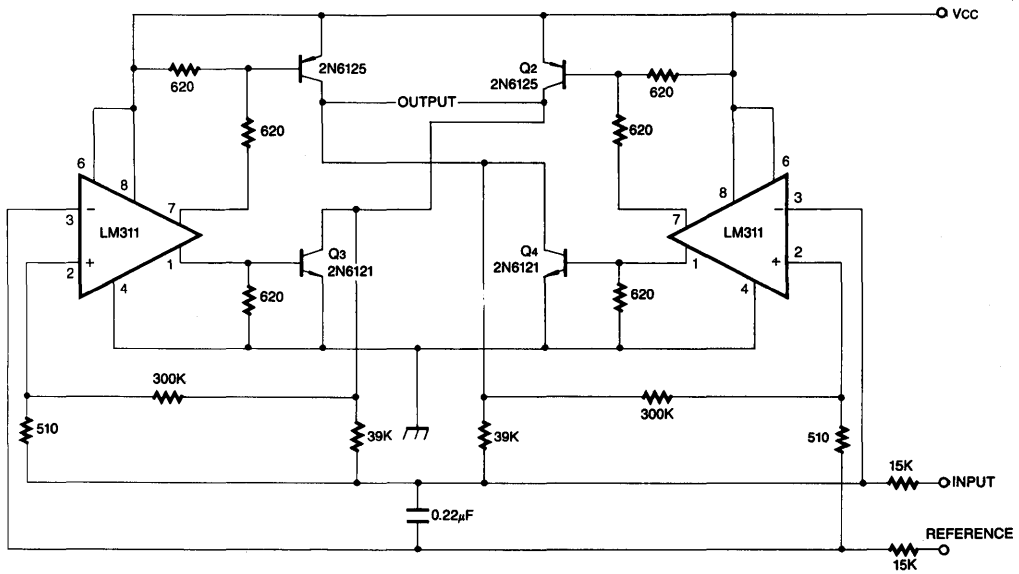 Vcc
2N6125
Q2
2N6125
620
620
OUTPUT
620
620
6
8
7
3
−
LM311
+
2
1
4
6
8
7
−
3
LM311
+
2
1
4
Q3
2N6121
Q4
2N6121
620
620
300K
300K
510
39K
39K
510
15K
INPUT
0.22µF
REFERENCE
15K